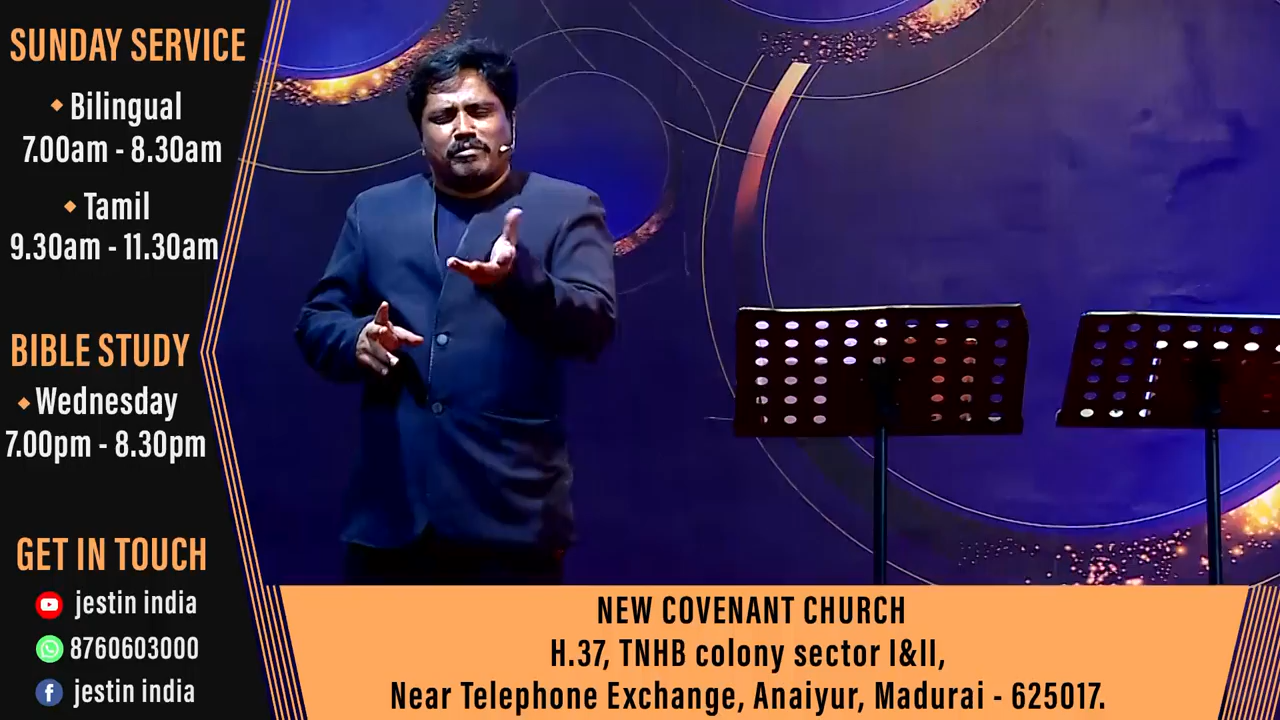 SUNDAY SERVICE
Bilingual
7.00am - 8.30am
Tamil
9.30am - 11.30am
BIBLE STUDY
Wednesday
7.00pm - 8.30pm
GET IN TOUCH
jestin india
8760603000
jestin india
NEW COVENANT CHURCH
H.37, TNHB colony sector I&II,
Near Telephone Exchange, Anaiyur, Madurai - 625017.